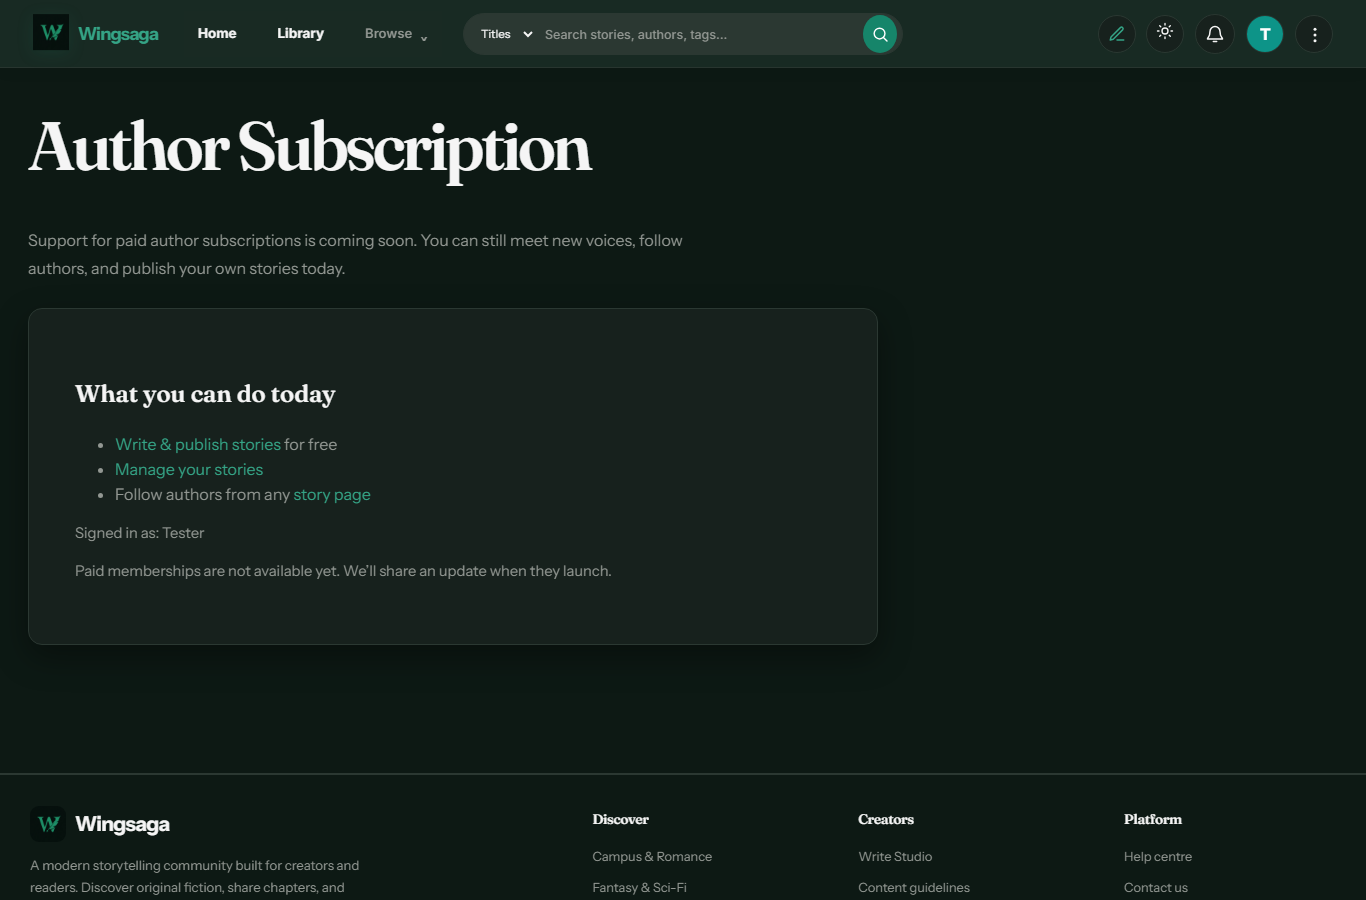 Wingsaga
Home
Library
Browse
Titles
Search stories, authors, tags...
T
Author Subscription
Support for paid author subscriptions is coming soon. You can still meet new voices, follow
authors, and publish your own stories today.
What you can do today
• Write & publish stories for free
• Manage your stories
• Follow authors from any story page
Signed in as: Tester
Paid memberships are not available yet. We’ll share an update when they launch.
W Wingsaga
A modern storytelling community built for creators and
readers. Discover original fiction, share chapters, and
Discover
Campus & Romance
Fantasy & Sci-Fi
Creators
Write Studio
Content guidelines
Platform
Help centre
Contact us